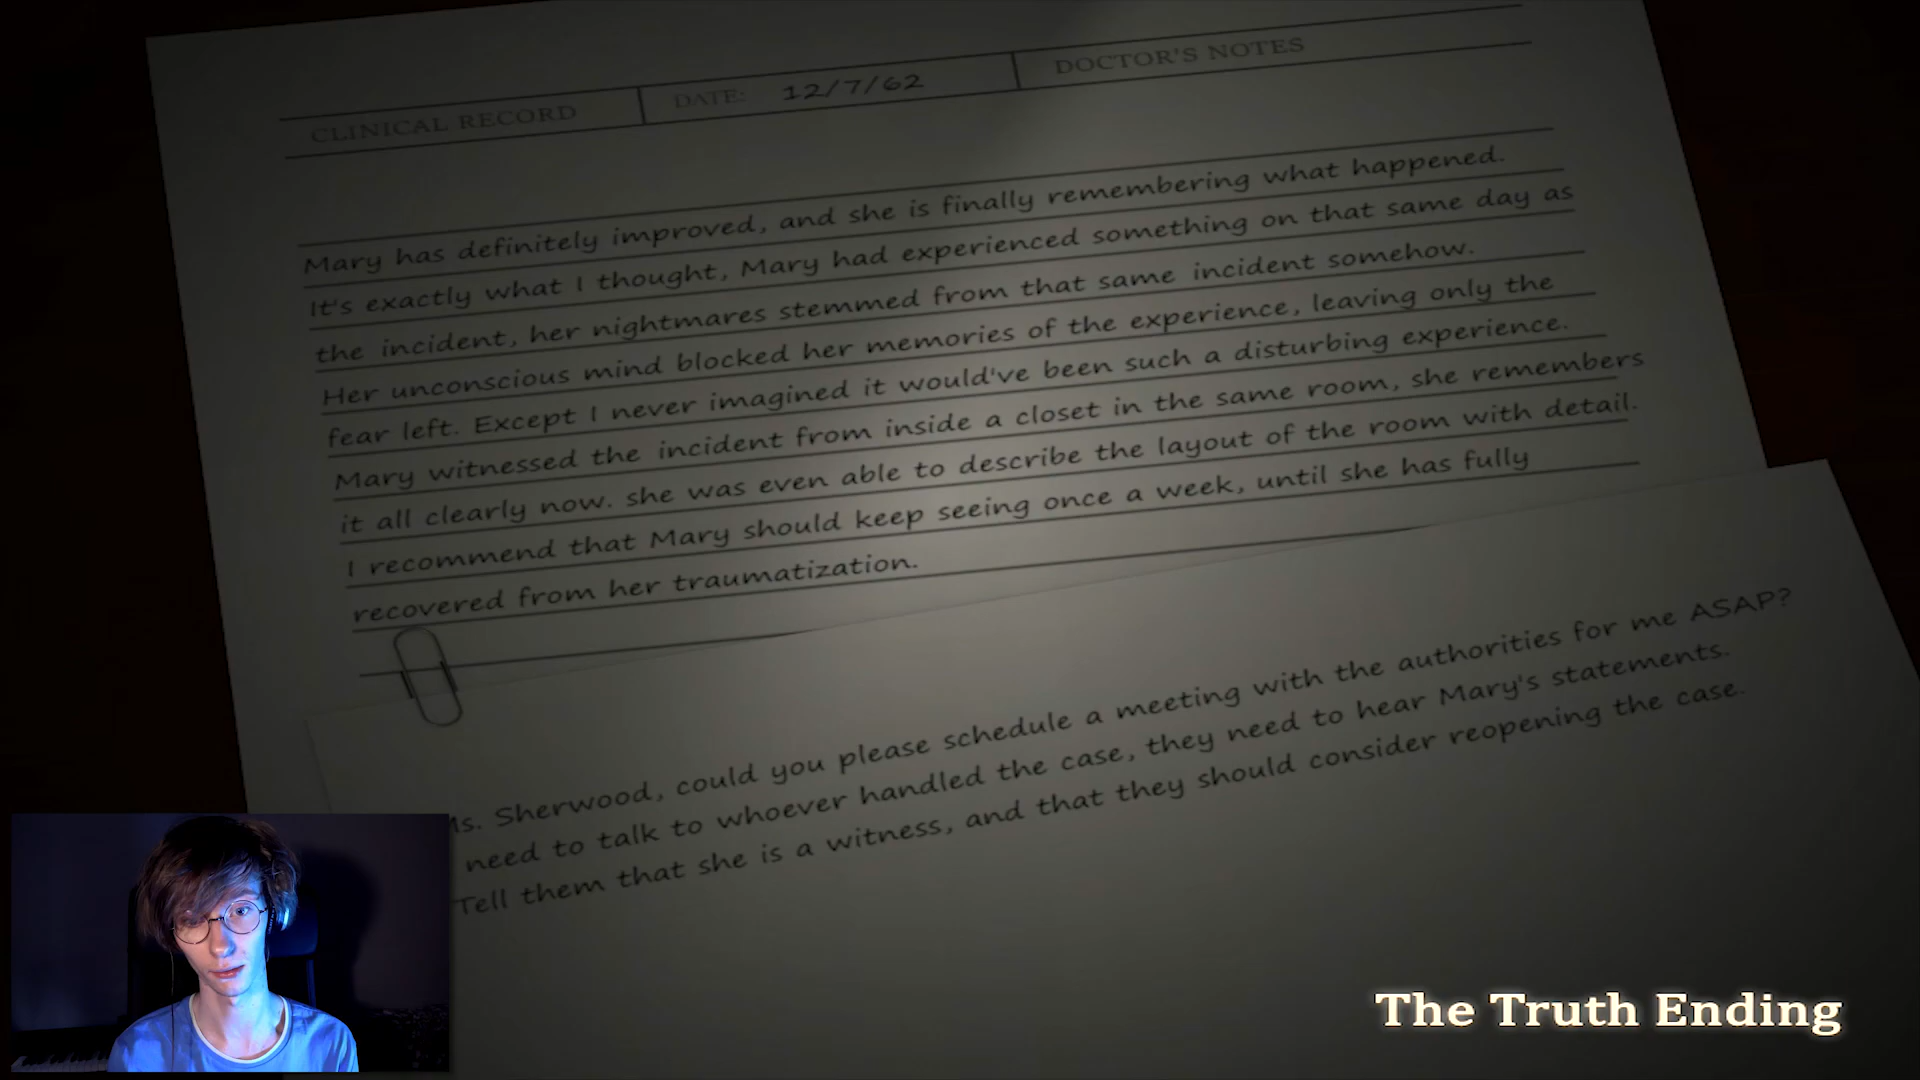 CLINICAL RECORD
DATE: 12/7/62
DOCTOR'S NOTES
Mary has definitely improved, and she is finally remembering what happened.
It's exactly what I thought, Mary had experienced something on that same day as
the incident, her nightmares stemmed from that same incident somehow.
Her unconscious mind blocked her memories of the experience, leaving only the
fear left. Except I never imagined it would've been such a disturbing experience.
Mary witnessed the incident from inside a closet in the same room, she remembers
it all clearly now. she was even able to describe the layout of the room with detail.
I recommend that Mary should keep seeing once a week, until she has fully
recovered from her traumatization.
Sherwood, could you please schedule a meeting with the authorities for me ASAP?
need to talk to whoever handled the case, they need to hear Mary's statements.
Tell them that she is a witness, and that they should consider reopening the case.
The Truth Ending